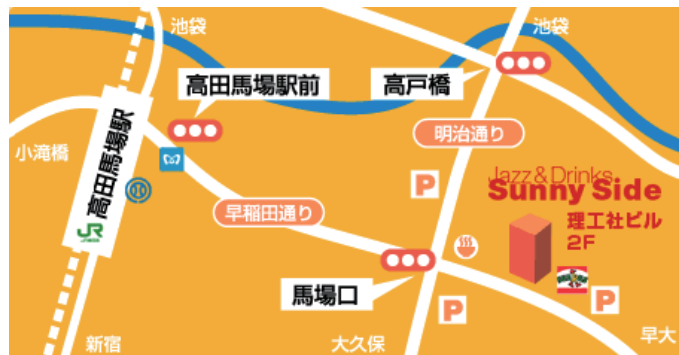 池袋
池袋
高田馬場駅前
高戸橋
小滝橋
高田馬場駅
JR
明治通り
Jazz & Drinks
Sunny Side
P
早稲田通り
理工社ビル
2F
馬場口
P
P
新宿
大久保
早大